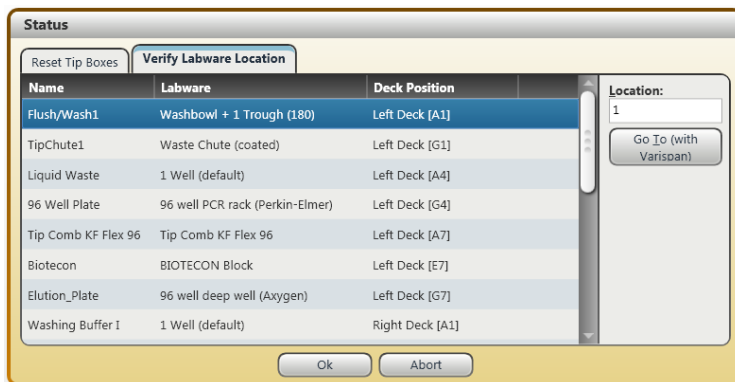 Status
Reset Tip Boxes Verify Labware Location
Name Labware Deck Position
Flush/Wash1 Washbowl + 1 Trough (180) Left Deck [A1]
TipChute1 Waste Chute (coated) Left Deck [G1]
Liquid Waste 1 Well (default) Left Deck [A4]
96 Well Plate 96 well PCR rack (Perkin-Elmer) Left Deck [G4]
Tip Comb KF Flex 96 Tip Comb KF Flex 96 Left Deck [A7]
Biotecon BIOTECON Block Left Deck [E7]
Elution_Plate 96 well deep well (Axygen) Left Deck [G7]
Washing Buffer I 1 Well (default) Right Deck [A1]
Location:
1
Go To (with
Varispan)
Ok Abort